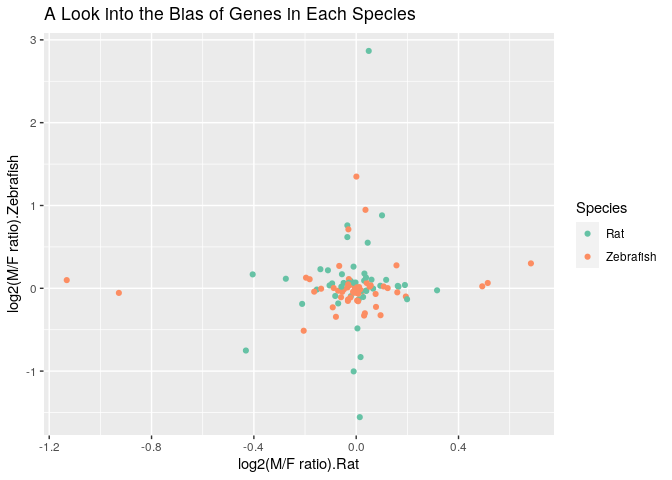 A Look into the Bias of Genes in Each Species
log2(M/F ratio).Zebrafish
3
2
1
0
-1
-1.2
-0.8
-0.4
0.0
0.4
log2(M/F ratio).Rat
Species
Rat
Zebrafish